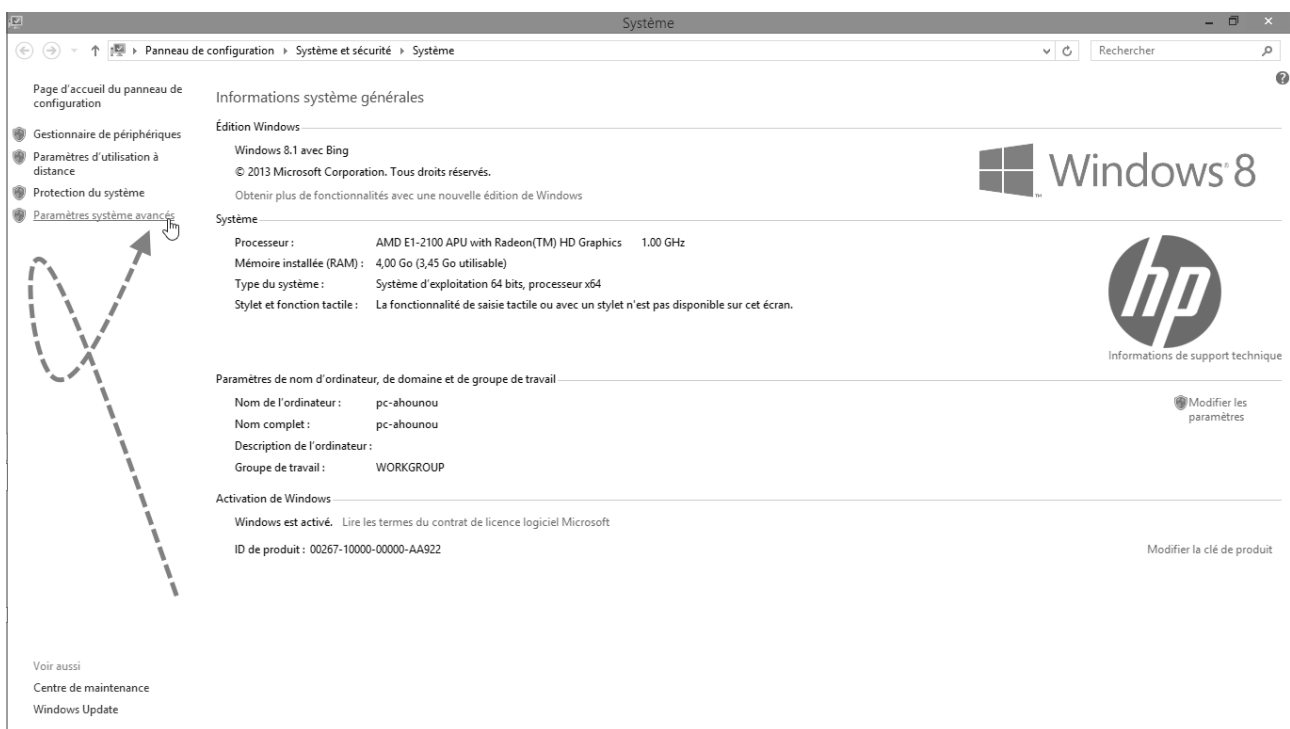 Système
Panneau de configuration Système et sécurité Système
Rechercher
Page d'accueil du panneau de
configuration
Gestionnaire de périphériques
Paramètres d'utilisation à
distance
Protection du système
Paramètres système avancés
Informations système générales
Édition Windows
Windows 8.1 avec Bing
© 2013 Microsoft Corporation. Tous droits réservés.
Obtenir plus de fonctionnalités avec une nouvelle édition de Windows
Windows 8
Système
Processeur : AMD E1-2100 APU with Radeon(TM) HD Graphics 1.00 GHz
Mémoire installée (RAM) : 4,00 Go (3,45 Go utilisable)
Type du système : Système d'exploitation 64 bits, processeur x64
Stylet et fonction tactile : La fonctionnalité de saisie tactile ou avec un stylet n'est pas disponible sur cet écran.
hp
Informations de support technique
Paramètres de nom d'ordinateur, de domaine et de groupe de travail
Nom de l'ordinateur : pc-ahounou
Nom complet : pc-ahounou
Description de l'ordinateur :
Groupe de travail : WORKGROUP
Modifier les
paramètres
Activation de Windows
Windows est activé. Lire les termes du contrat de licence logiciel Microsoft
ID de produit : 00267-10000-00000-AA922
Modifier la clé de produit
Voir aussi
Centre de maintenance
Windows Update